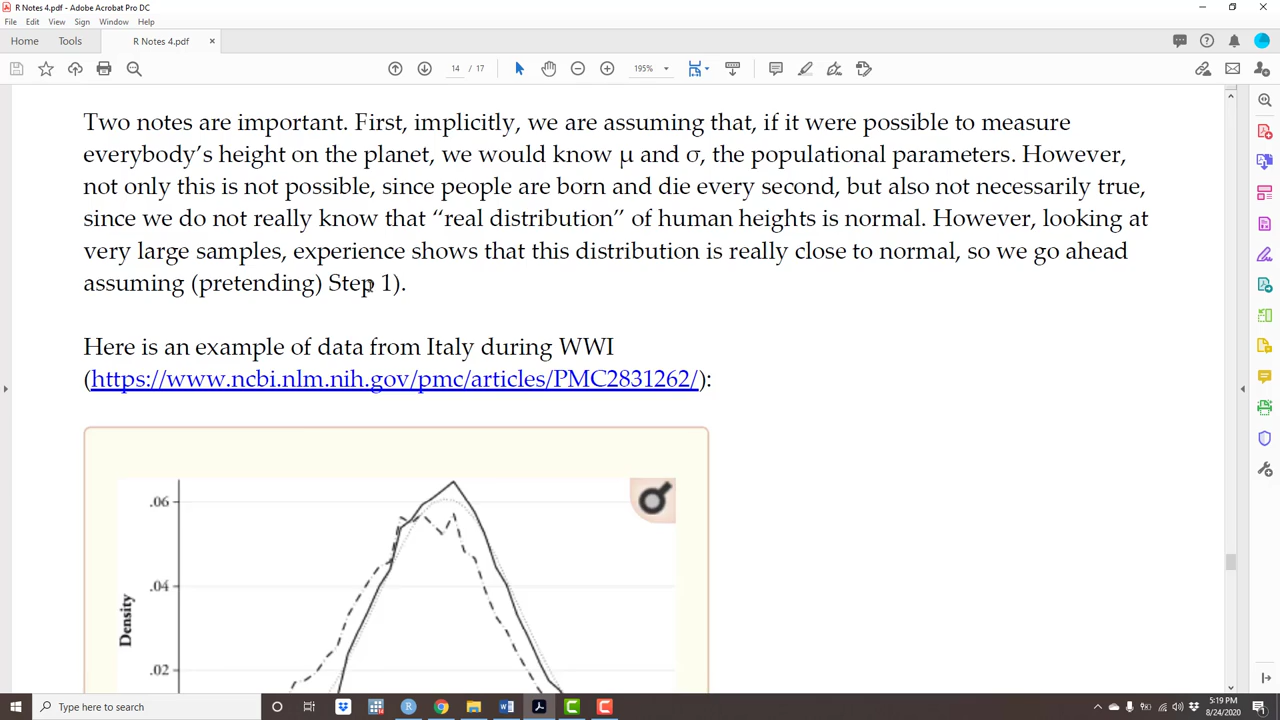 R Notes 4.pdf - Adobe Acrobat Pro DC
File Edit View Sign Window Help
Home Tools R Notes 4.pdf ×
14 / 17 195%
Two notes are important. First, implicitly, we are assuming that, if it were possible to measure
everybody's height on the planet, we would know μ and σ, the populational parameters. However,
not only this is not possible, since people are born and die every second, but also not necessarily true,
since we do not really know that “real distribution” of human heights is normal. However, looking at
very large samples, experience shows that this distribution is really close to normal, so we go ahead
assuming (pretending) Step 1).
Here is an example of data from Italy during WWI
(https://www.ncbi.nlm.nih.gov/pmc/articles/PMC2831262/):
.06
.04
Density
.02
Type here to search
5:19 PM
8/24/2020